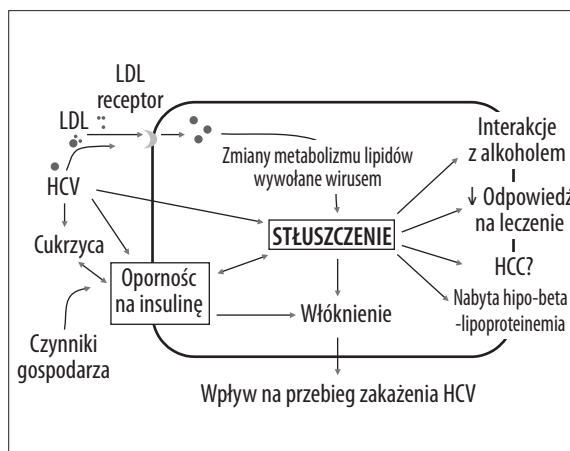 LDL
receptor
LDL
HCV
Cukrzyca
Opornośc
na insulinę
Czynniki
gospodarza
Zmiany metabolizmu lipidów
wywołane wirusem
STŁUSZCZENIE
Włóknienie
Wpływ na przebieg zakażenia HCV
Interakcje
z alkoholem
↓ Odpowiedź
na leczenie
HCC?
Nabyta hipo-beta
-lipoproteinemia